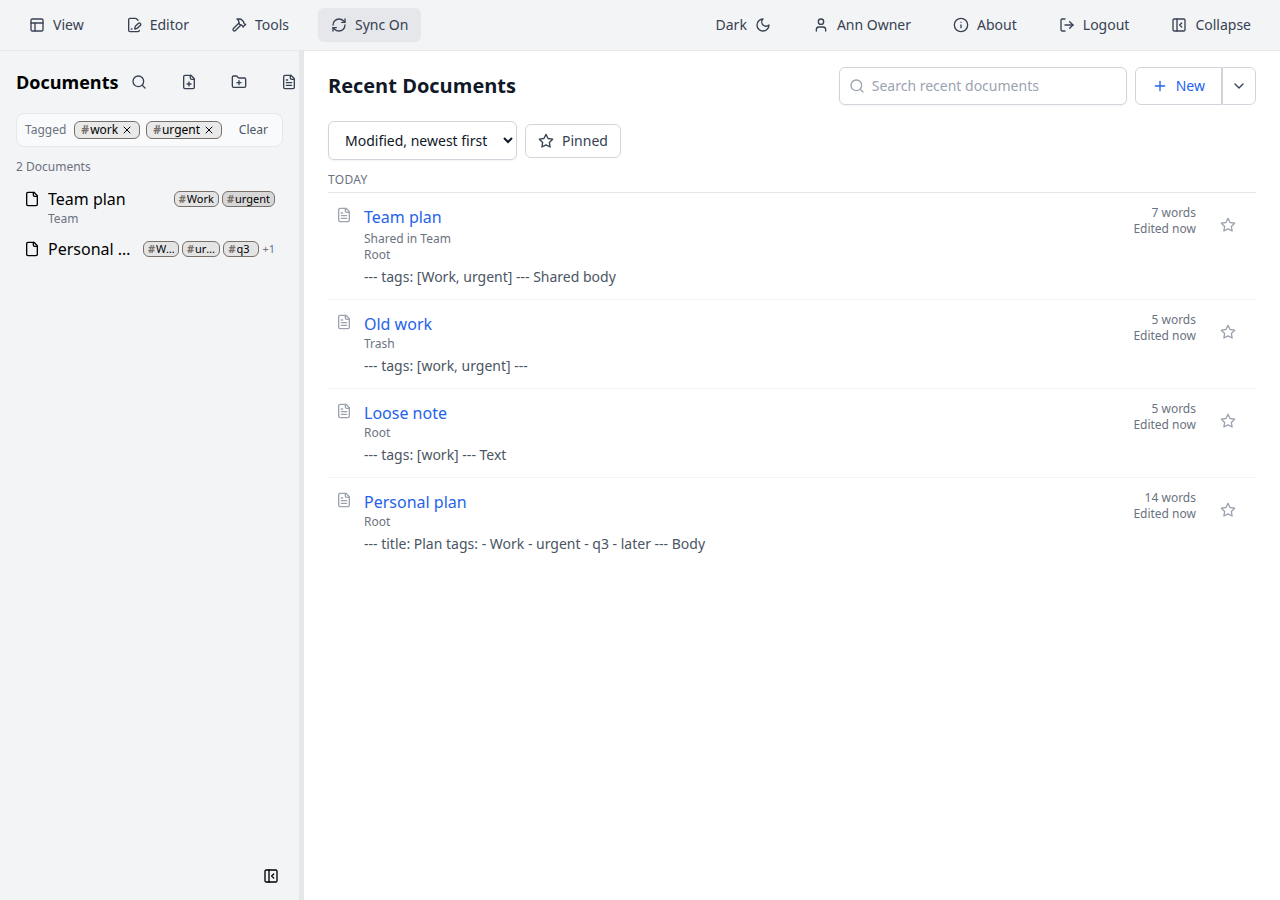 View Editor Tools Sync On Dark Ann Owner About Logout Collapse
Documents
Tagged #work #urgent Clear
2 Documents
Team plan #Work #urgent
Team
Personal ... #W... #ur... #q3 +1
Recent Documents
Search recent documents
New
Modified, newest first Pinned
TODAY
Team plan
Shared in Team
Root
--- tags: [Work, urgent] --- Shared body
7 words
Edited now
Old work
Trash
--- tags: [work, urgent] ---
5 words
Edited now
Loose note
Root
--- tags: [work] --- Text
5 words
Edited now
Personal plan
Root
--- title: Plan tags: - Work - urgent - q3 - later --- Body
14 words
Edited now